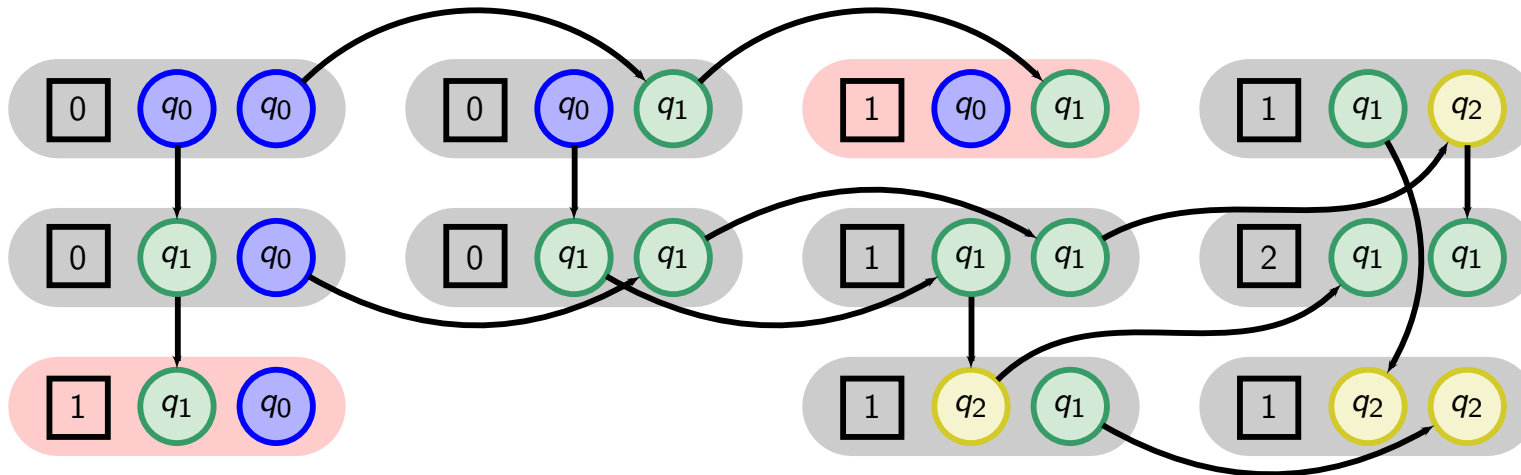 0 q₀ q₀ 0 q₀ q₁ 1 q₀ q₁ 1 q₁ q₂
0 q₁ q₀ 0 q₁ q₁ 1 q₁ q₁ 2 q₁ q₁
1 q₁ q₀ 1 q₂ q₁ 1 q₂ q₂